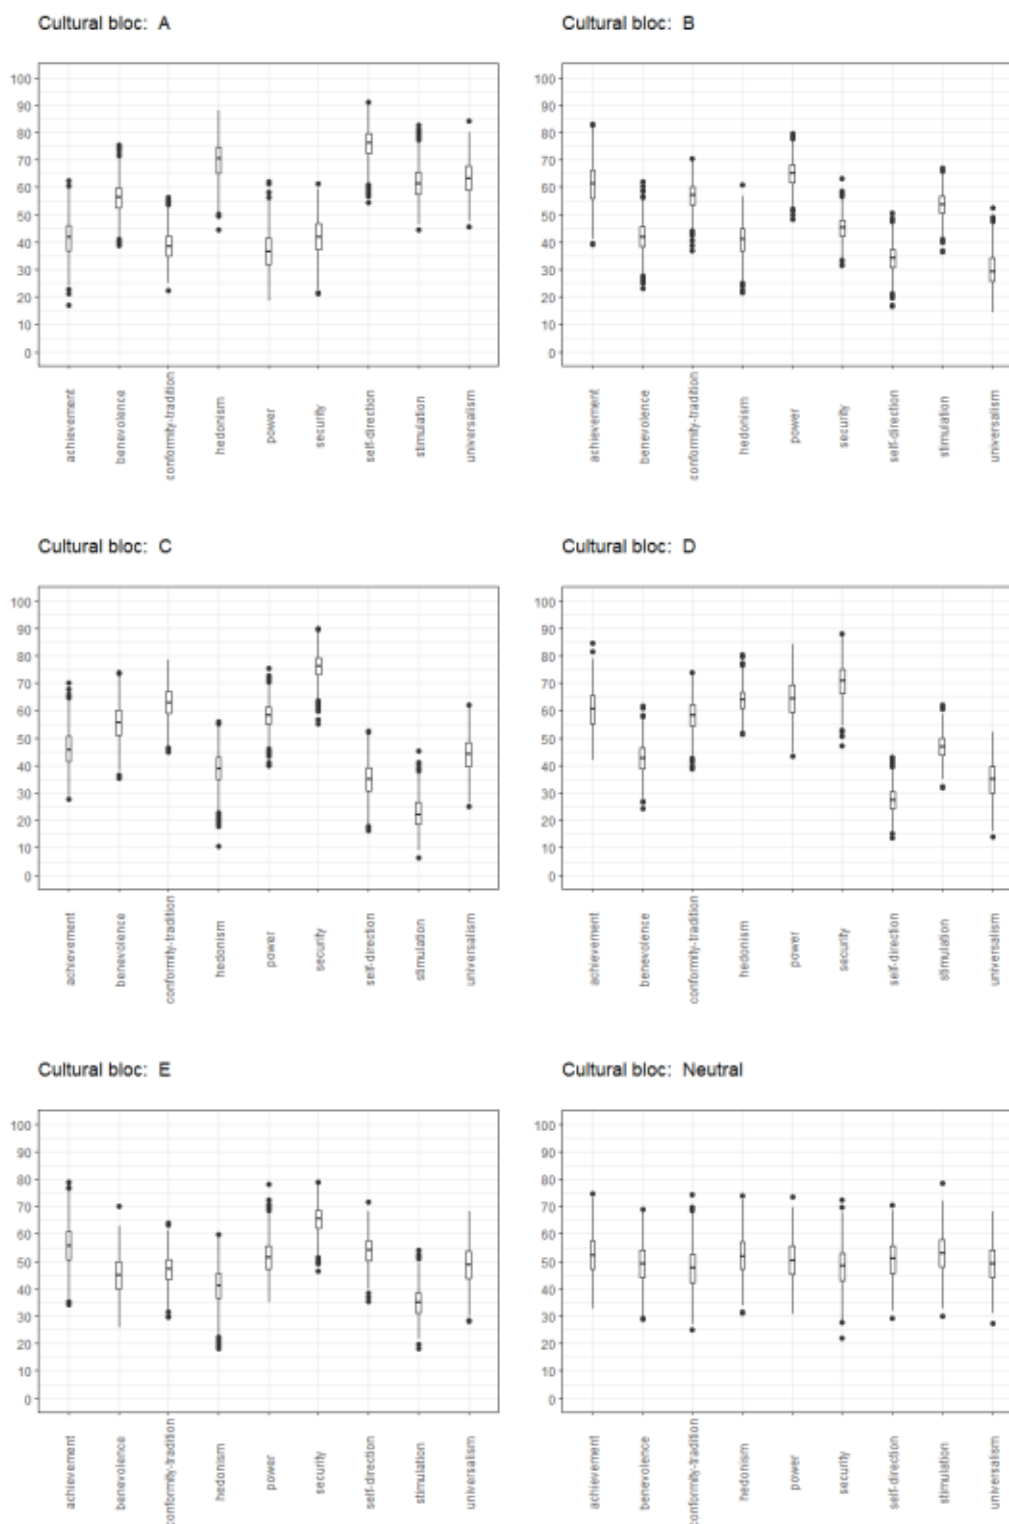 Cultural bloc: A
100
90
80
70
60
50
40
30
20
10
0
achievement
benevolence
conformity-tradition
hedonism
power
security
self-direction
stimulation
universalism
Cultural bloc: B
100
90
80
70
60
50
40
30
20
10
0
achievement
benevolence
conformity-tradition
hedonism
power
security
self-direction
stimulation
universalism
Cultural bloc: C
100
90
80
70
60
50
40
30
20
10
0
achievement
benevolence
conformity-tradition
hedonism
power
security
self-direction
stimulation
universalism
Cultural bloc: D
100
90
80
70
60
50
40
30
20
10
0
achievement
benevolence
conformity-tradition
hedonism
power
security
self-direction
stimulation
universalism
Cultural bloc: E
100
90
80
70
60
50
40
30
20
10
0
achievement
benevolence
conformity-tradition
hedonism
power
security
self-direction
stimulation
universalism
Cultural bloc: Neutral
100
90
80
70
60
50
40
30
20
10
0
achievement
benevolence
conformity-tradition
hedonism
power
security
self-direction
stimulation
universalism